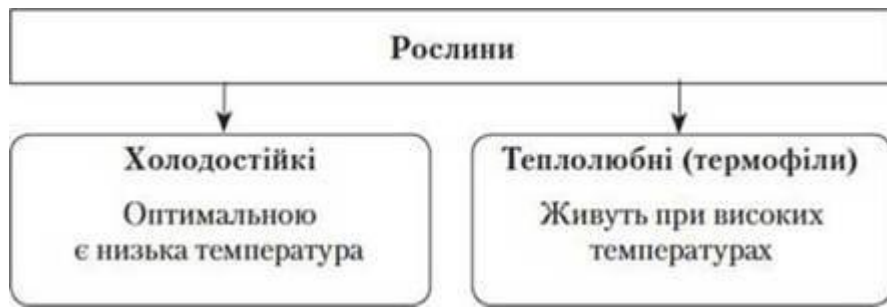 Рослини
Холодостійкі
Оптимальною
є низька температура
Теплолюбні (термофіли)
Живуть при високих
температурах